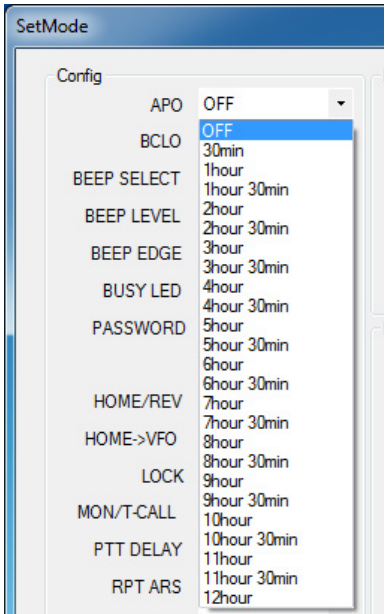 SetMode
Config
APO OFF
OFF
30min
1hour
1hour 30min
2hour
2hour 30min
3hour
3hour 30min
4hour
4hour 30min
5hour
5hour 30min
6hour
6hour 30min
7hour
7hour 30min
8hour
8hour 30min
9hour
9hour 30min
10hour
10hour 30min
11hour
11hour 30min
12hour
BCLO
BEEP SELECT
BEEP LEVEL
BEEP EDGE
BUSY LED
PASSWORD
HOME/REV
HOME->VFO
LOCK
MON/T-CALL
PTT DELAY
RPT ARS